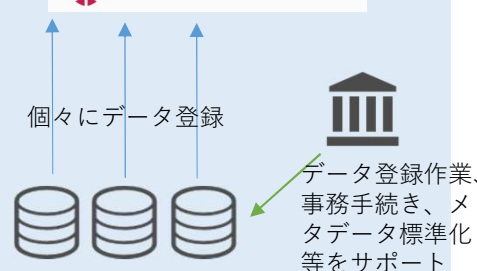 個々にデータ登録
データ登録作業、
事務手続き、メ
タデータ標準化
等をサポート